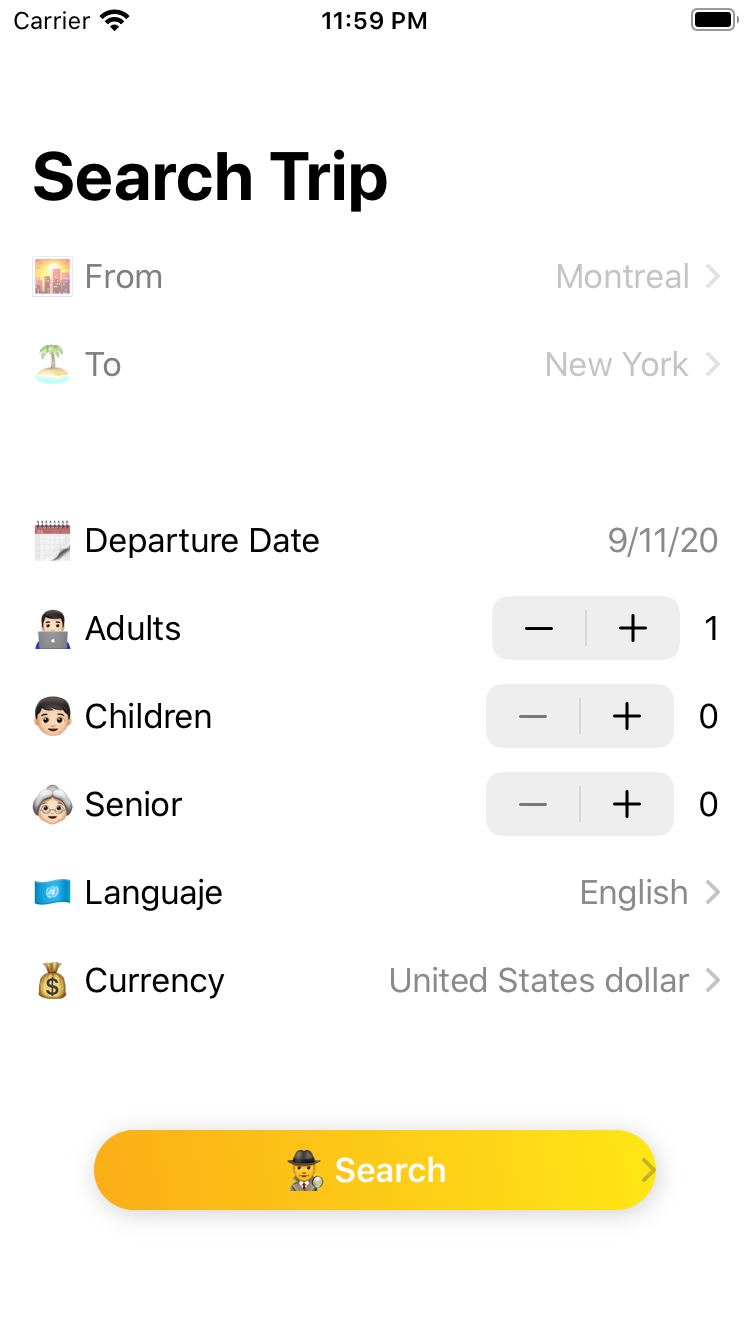 Carrier 11:59 PM
Search Trip
From Montreal
To New York
Departure Date 9/11/20
Adults 1
Children 0
Senior 0
Languaje English
Currency United States dollar
Search